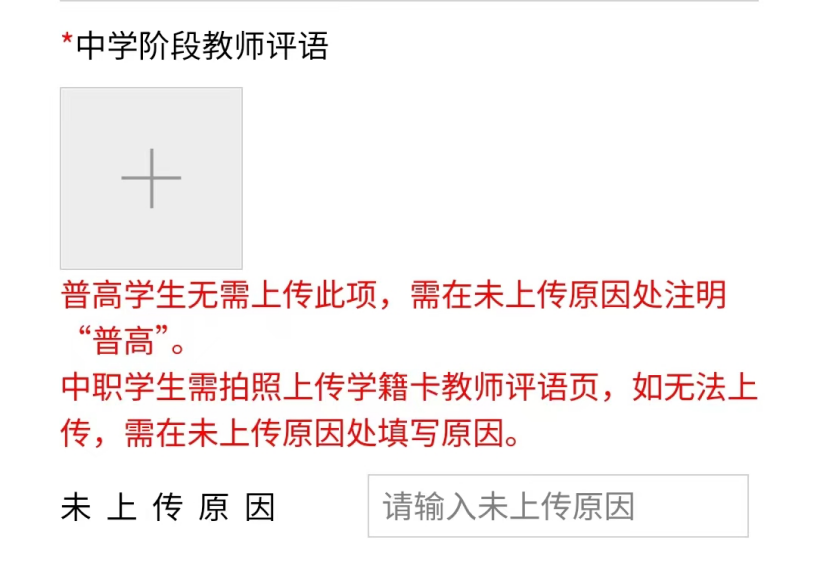 *中学阶段教师评语
普高学生无需上传此项，需在未上传原因处注明
“普高”。
中职学生需拍照上传学籍卡教师评语页，如无法上
传，需在未上传原因处填写原因。
未上传原因 请输入未上传原因